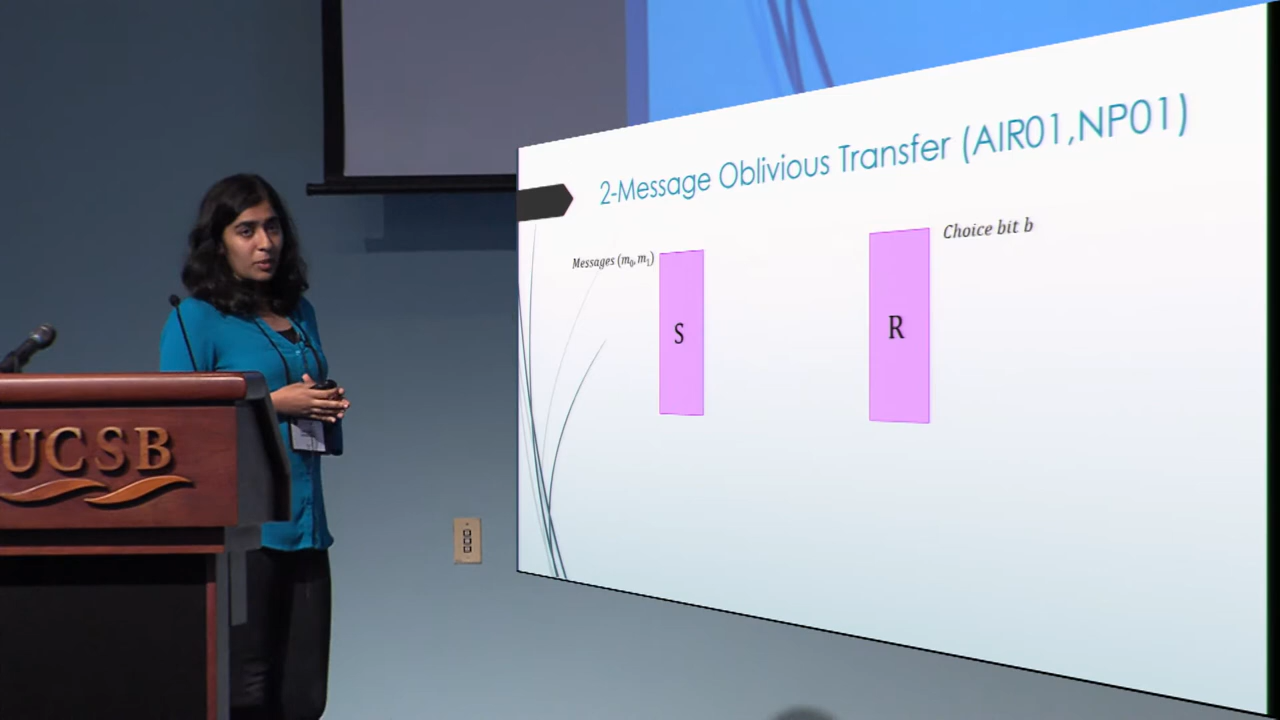 2-Message Oblivious Transfer (AIR01,NP01)
Messages (m₀, m₁)
Choice bit b
S
R
UCSB